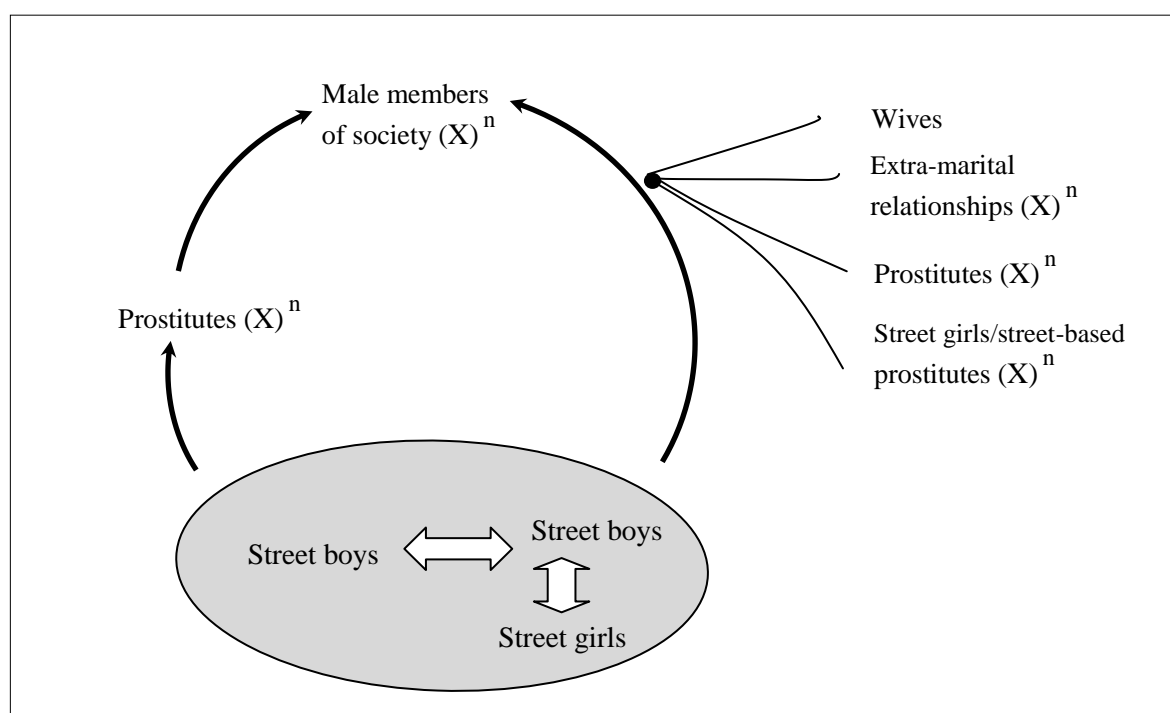 Male members
of society (X)^n
Wives
Extra-marital
relationships (X)^n
Prostitutes (X)^n
Prostitutes (X)^n
Street girls/street-based
prostitutes (X)^n
Street boys
Street boys
Street girls